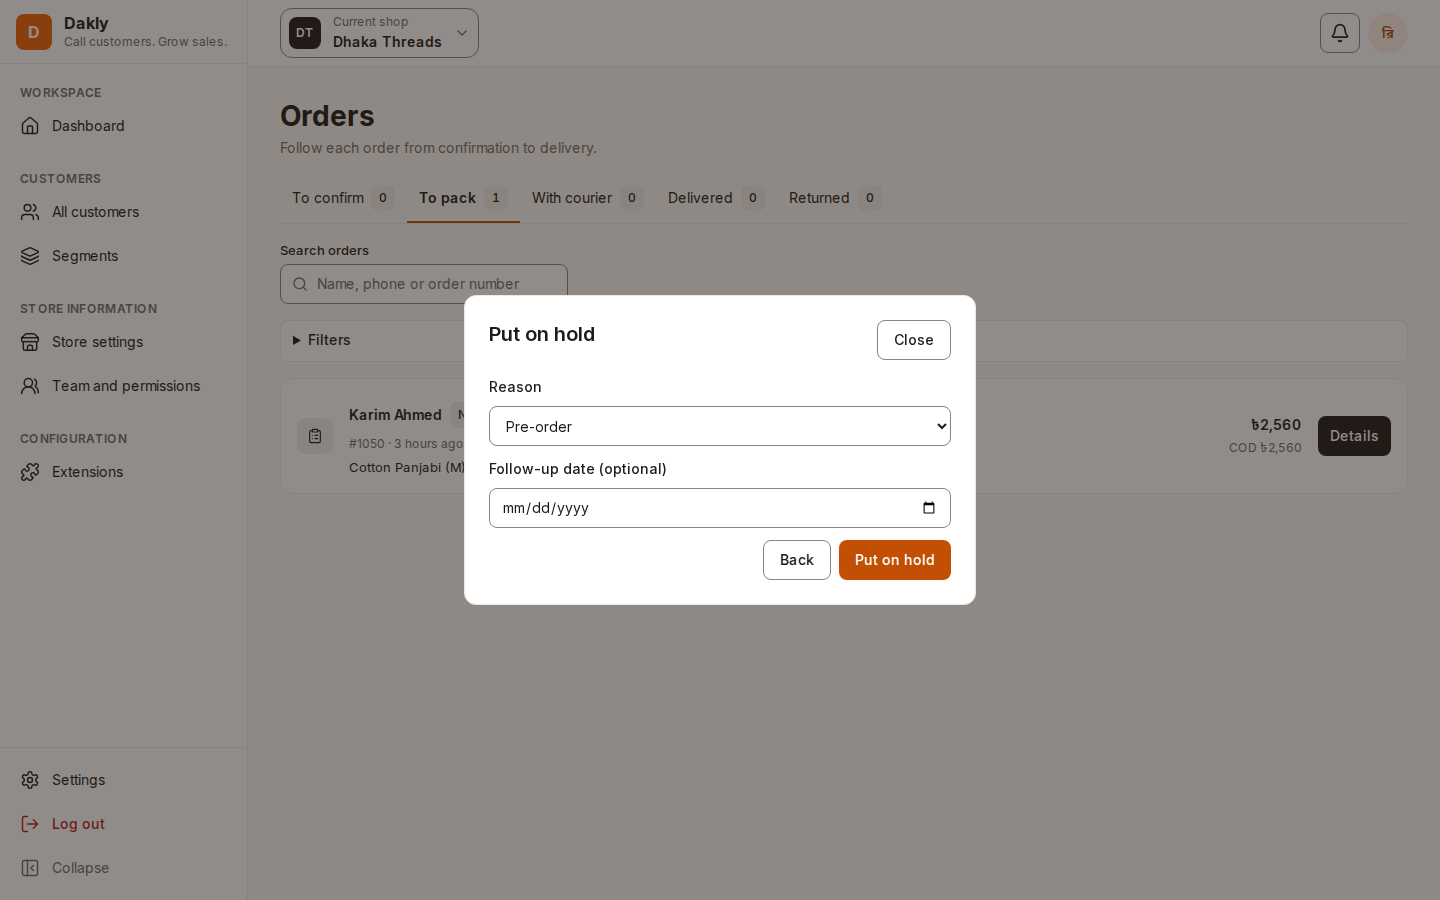 D
Dakly
Call customers. Grow sales.
WORKSPACE
Dashboard
CUSTOMERS
All customers
Segments
STORE INFORMATION
Store settings
Team and permissions
CONFIGURATION
Extensions
Settings
Log out
Collapse
DT
Current shop
Dhaka Threads
রি
Orders
Follow each order from confirmation to delivery.
To confirm 0 To pack 1 With courier 0 Delivered 0 Returned 0
Search orders
Name, phone or order number
Filters
Karim Ahmed
#1050 · 3 hours ago
Cotton Panjabi (M)
৳2,560
COD ৳2,560
Details
Put on hold
Close
Reason
Pre-order
Follow-up date (optional)
mm/dd/yyyy
Back
Put on hold